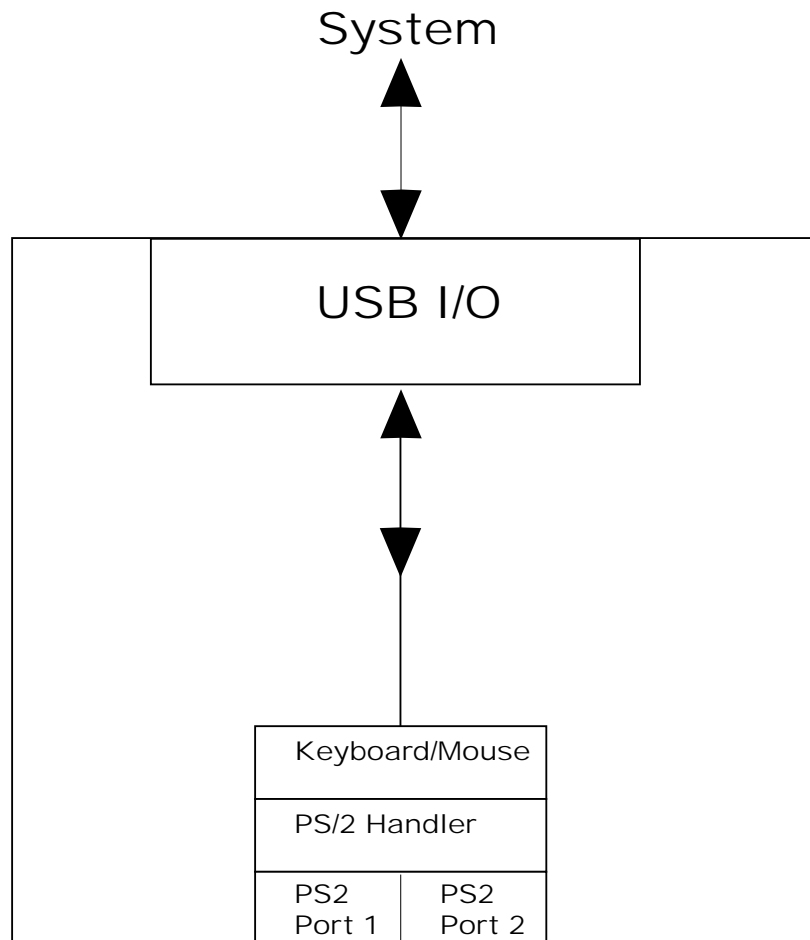 System
USB I/O
Keyboard/Mouse
PS/2 Handler
PS2
Port 1
PS2
Port 2